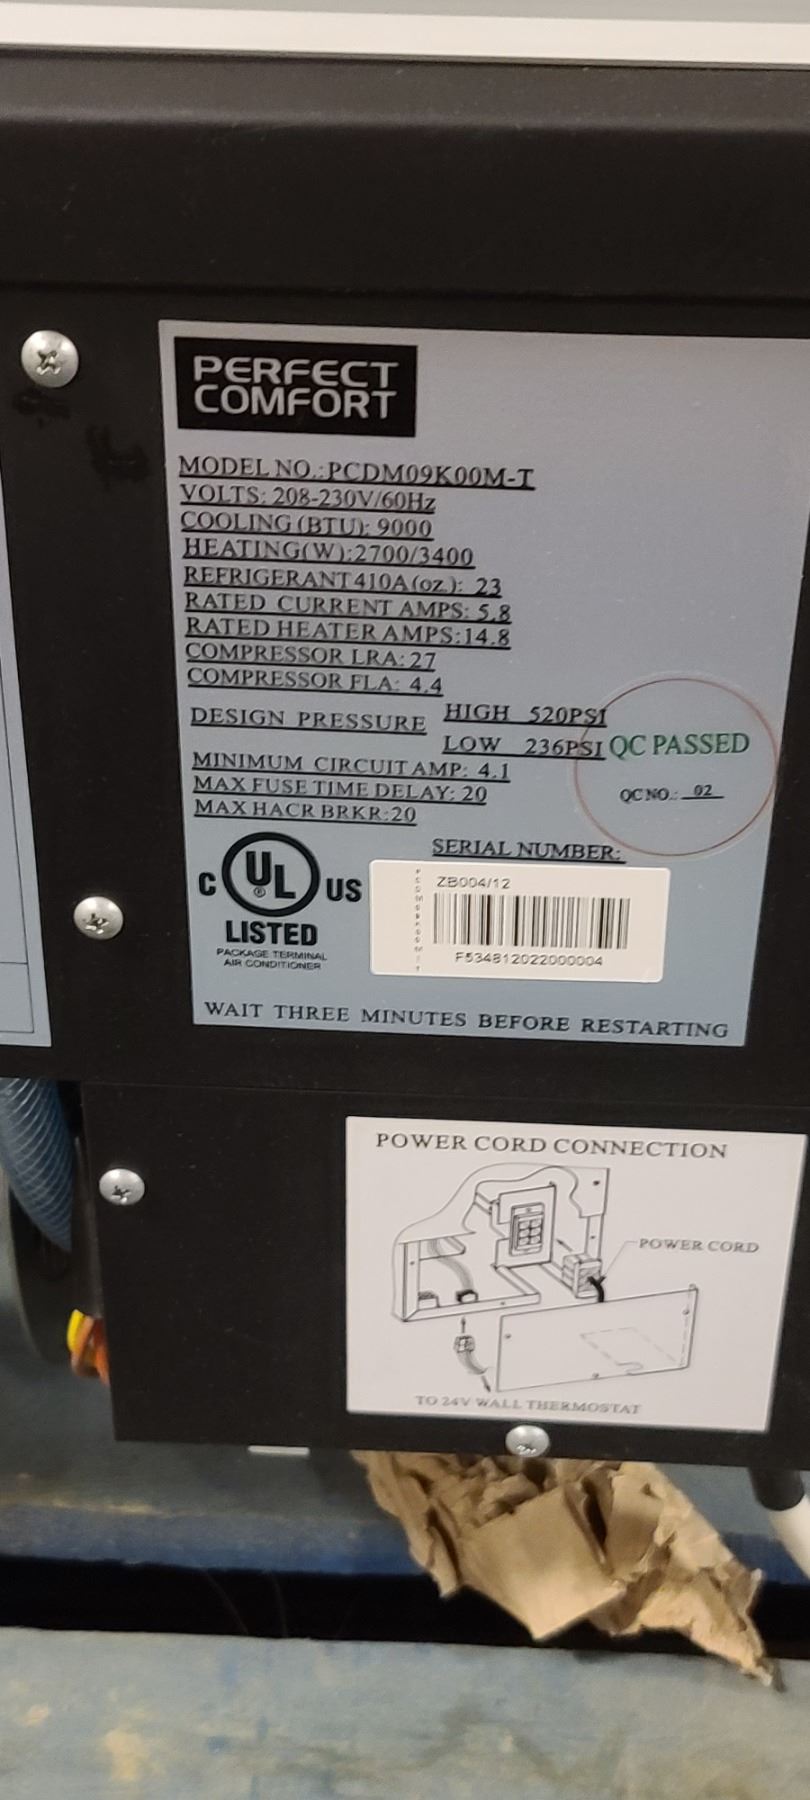 PERFECT
COMFORT
MODEL NO.:PCDM09K00M-T
VOLTS: 208-230V/60Hz
COOLING (BTU): 9000
HEATING(W):2700/3400
REFRIGERANT 410A (oz.): 23
RATED CURRENT AMPS: 5.8
RATED HEATER AMPS:14.8
COMPRESSOR LRA: 27
COMPRESSOR FLA: 4.4
DESIGN PRESSURE HIGH 520PSI
LOW 236PSI
QC PASSED
MINIMUM CIRCUIT AMP: 4.1
MAX FUSE TIME DELAY: 20
QC NO.: 02
MAX HACR BRKR:20
SERIAL NUMBER:
C UL ® US
LISTED
PACKAGE TERMINAL
AIR CONDITIONER
ZB004/12
F534812022000004
WAIT THREE MINUTES BEFORE RESTARTING
POWER CORD CONNECTION
POWER CORD
TO 24V WALL THERMOSTAT